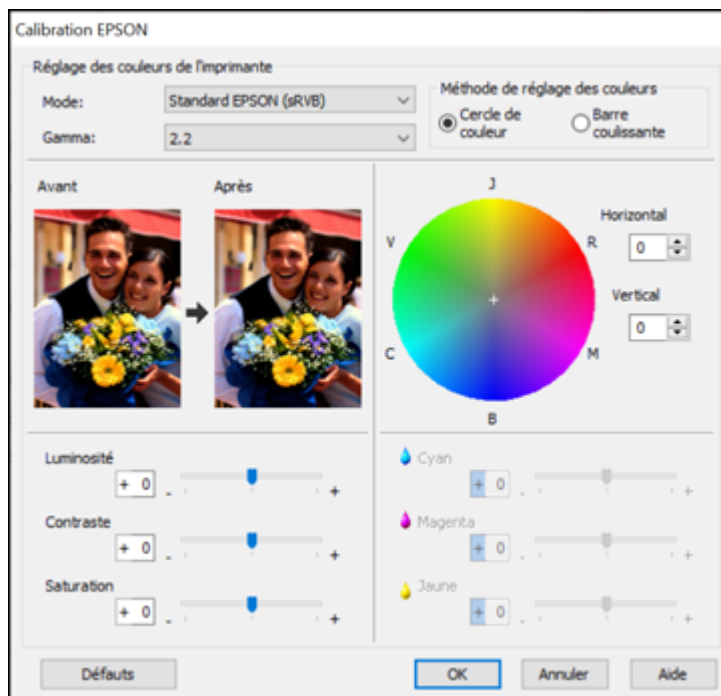 Calibration EPSON
Réglage des couleurs de l'imprimante
Mode: Standard EPSON (sRVB)
Gamma: 2.2
Méthode de réglage des couleurs
Cercle de couleur
Barre coulissante
Avant
Après
J
V
R
C
M
B
Horizontal
0
Vertical
0
Luminosité
+ 0 - +
Contraste
+ 0 - +
Saturation
+ 0 - +
Cyan
+ 0 - +
Magenta
+ 0 - +
Jaune
+ 0 - +
Défauts
OK
Annuler
Aide